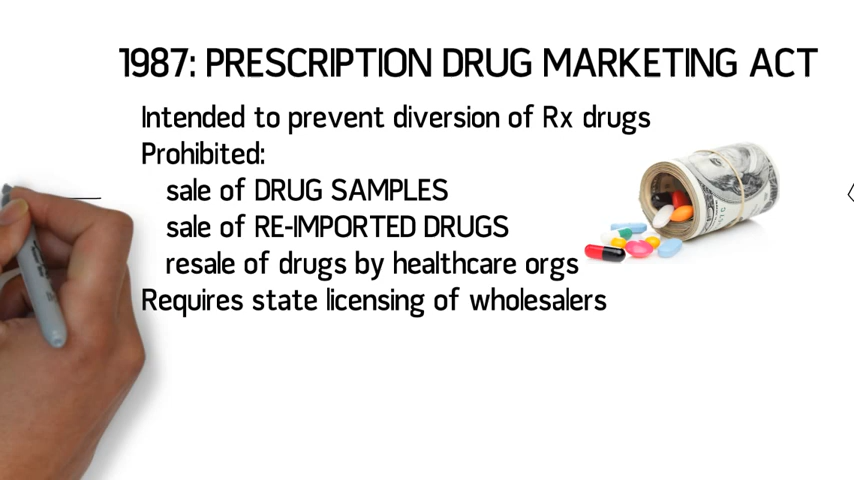 1987: PRESCRIPTION DRUG MARKETING ACT
Intended to prevent diversion of Rx drugs
Prohibited:
sale of DRUG SAMPLES
sale of RE-IMPORTED DRUGS
resale of drugs by healthcare orgs
Requires state licensing of wholesalers